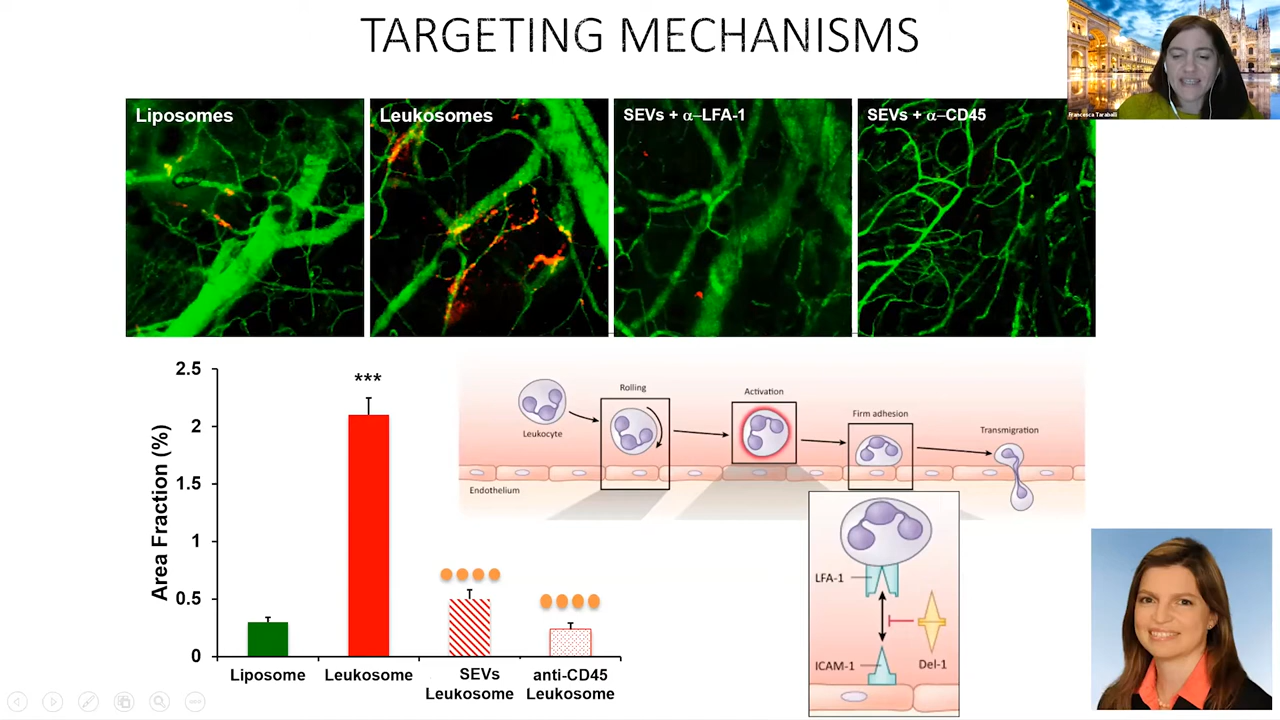 TARGETING MECHANISMS
Francesca Taraball
Liposomes
Leukosomes
SEVs + α–LFA-1
SEVs + α–CD45
2.5
2
1.5
1
0.5
0
Area Fraction (%)
***
Liposome
Leukosome
SEVs
Leukosome
anti-CD45
Leukosome
Rolling
Activation
Firm adhesion
Transmigration
Leukocyte
Endothelium
LFA-1
ICAM-1
Del-1